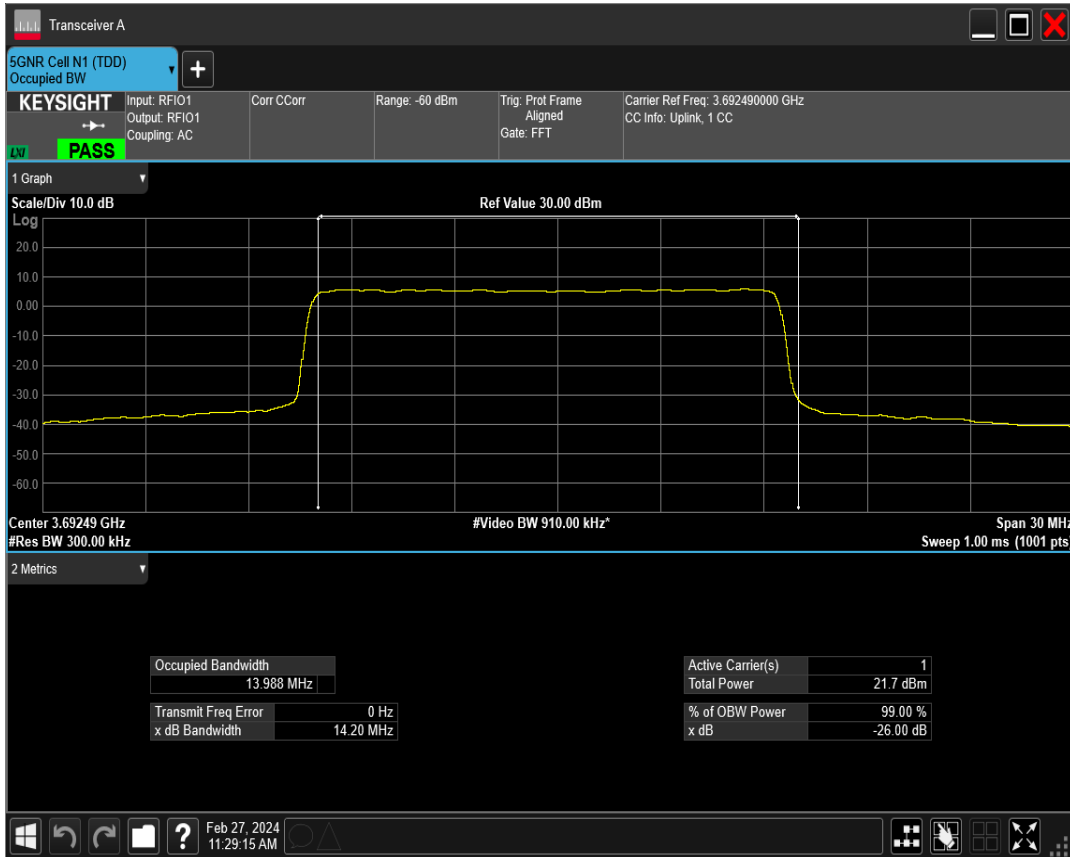 Transceiver A
5GNR Cell N1 (TDD)
Occupied BW
+
KEYSIGHT
LXI
PASS
Input: RFIO1
Output: RFIO1
Coupling: AC
Corr CCorr
Range: -60 dBm
Trig: Prot Frame
Aligned
Gate: FFT
Carrier Ref Freq: 3.692490000 GHz
CC Info: Uplink, 1 CC
1 Graph
Scale/Div 10.0 dB
Ref Value 30.00 dBm
Log
20.0
10.0
0.00
-10.0
-20.0
-30.0
-40.0
-50.0
-60.0
Center 3.69249 GHz
#Video BW 910.00 kHz*
Span 30 MHz
#Res BW 300.00 kHz
Sweep 1.00 ms (1001 pts)
2 Metrics
Occupied Bandwidth
13.988 MHz
Transmit Freq Error 0 Hz
x dB Bandwidth 14.20 MHz
Active Carrier(s) 1
Total Power 21.7 dBm
% of OBW Power 99.00 %
x dB -26.00 dB
?
Feb 27, 2024
11:29:15 AM